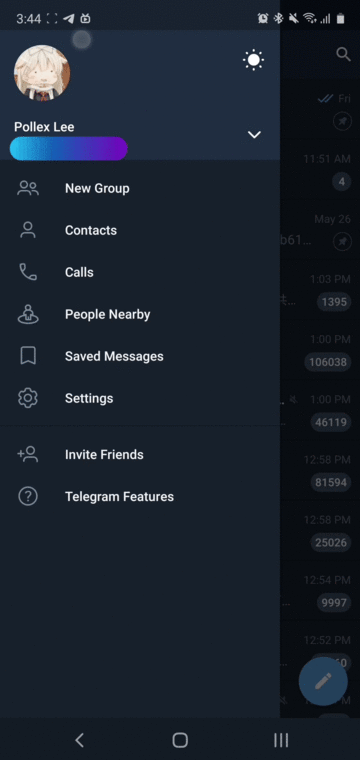 3:44
Fri
Pollex Lee
11:51 AM
4
New Group
May 26
Contacts
b61...
Calls
1:03 PM
1395
People Nearby
1:00 PM
106038
Saved Messages
Settings
1:00 PM
46119
Invite Friends
12:58 PM
81594
Telegram Features
12:58 PM
25026
12:54 PM
9997
12:52 PM